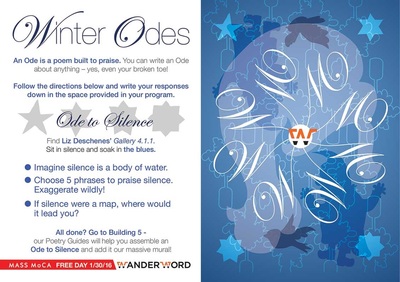 Winter Odes
An Ode is a poem built to praise. You can write an Ode
about anything – yes, even your broken toe!
Follow the directions below and write your responses
down in the space provided in your program.
Ode to Silence
Find Liz Deschenes' Gallery 4.1.1.
Sit in silence and soak in the blues.
● Imagine silence is a body of water.
● Choose 5 phrases to praise silence.
Exaggerate wildly!
● If silence were a map, where would
it lead you?
All done? Go to Building 5 -
our Poetry Guides will help you assemble an
Ode to Silence and add it our massive mural!
MASS MoCA FREE DAY 1/30/16 WANDERWORD